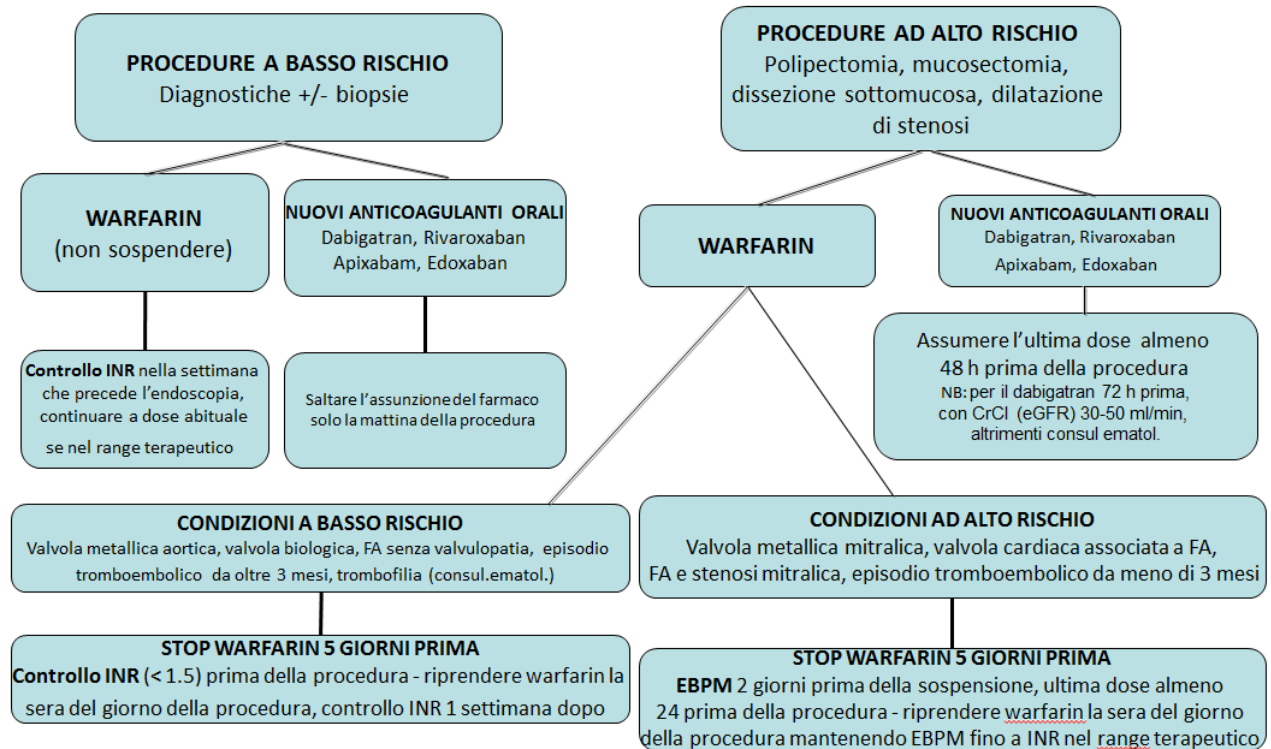 PROCEDURE A BASSO RISCHIO
Diagnostiche +/- biopsie
PROCEDURE AD ALTO RISCHIO
Polipectomia, mucosectomia,
dissezione sottomucosa, dilatazione
di stenosi
WARFARIN
(non sospendere)
NUOVI ANTICOAGULANTI ORALI
Dabigatran, Rivaroxaban
Apixabam, Edoxaban
WARFARIN
NUOVI ANTICOAGULANTI ORALI
Dabigatran, Rivaroxaban
Apixabam, Edoxaban
Controllo INR nella settimana
che precede l'endoscopia,
continuare a dose abituale
se nel range terapeutico
Saltare l'assunzione del farmaco
solo la mattina della procedura
Assumere l'ultima dose almeno
48 h prima della procedura
NB: per il dabigatran 72 h prima,
con CrCl (eGFR) 30-50 ml/min,
altrimenti consul ematol.
CONDIZIONI A BASSO RISCHIO
Valvola metallica aortica, valvola biologica, FA senza valvulopatia, episodio
tromboembolico da oltre 3 mesi, trombofilia (consul.ematol.)
CONDIZIONI AD ALTO RISCHIO
Valvola metallica mitralica, valvola cardiaca associata a FA,
FA e stenosi mitralica, episodio tromboembolico da meno di 3 mesi
STOP WARFARIN 5 GIORNI PRIMA
Controllo INR (< 1.5) prima della procedura - riprendere warfarin la
sera del giorno della procedura, controllo INR 1 settimana dopo
STOP WARFARIN 5 GIORNI PRIMA
EBPM 2 giorni prima della sospensione, ultima dose almeno
24 prima della procedura - riprendere warfarin la sera del giorno
della procedura mantenendo EBPM fino a INR nel range terapeutico